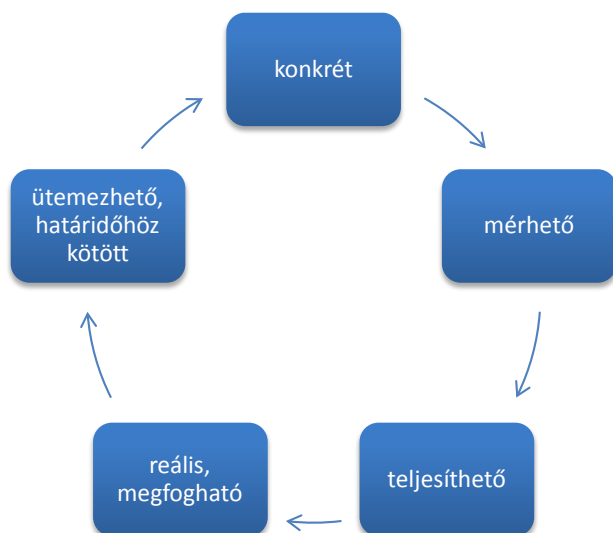 konkrét
mérhető
teljesíthető
reális,
megfogható
ütemezhető,
határidőhöz
kötött